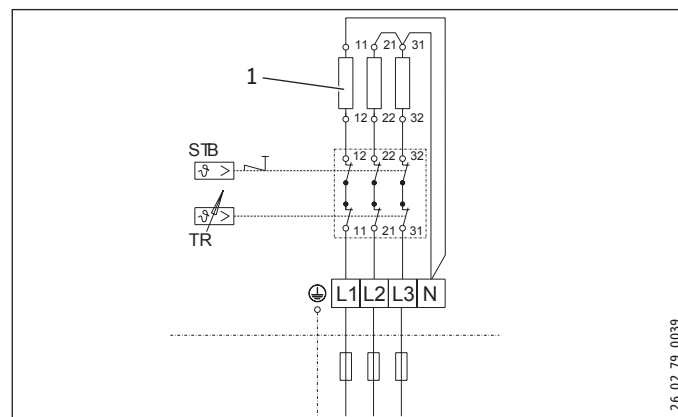 11 21 31
1
12 22 32
STB
12 22 32
ϑ >
ϑ >
11 21 31
TR
L1 L2 L3 N
26_02_79_0039